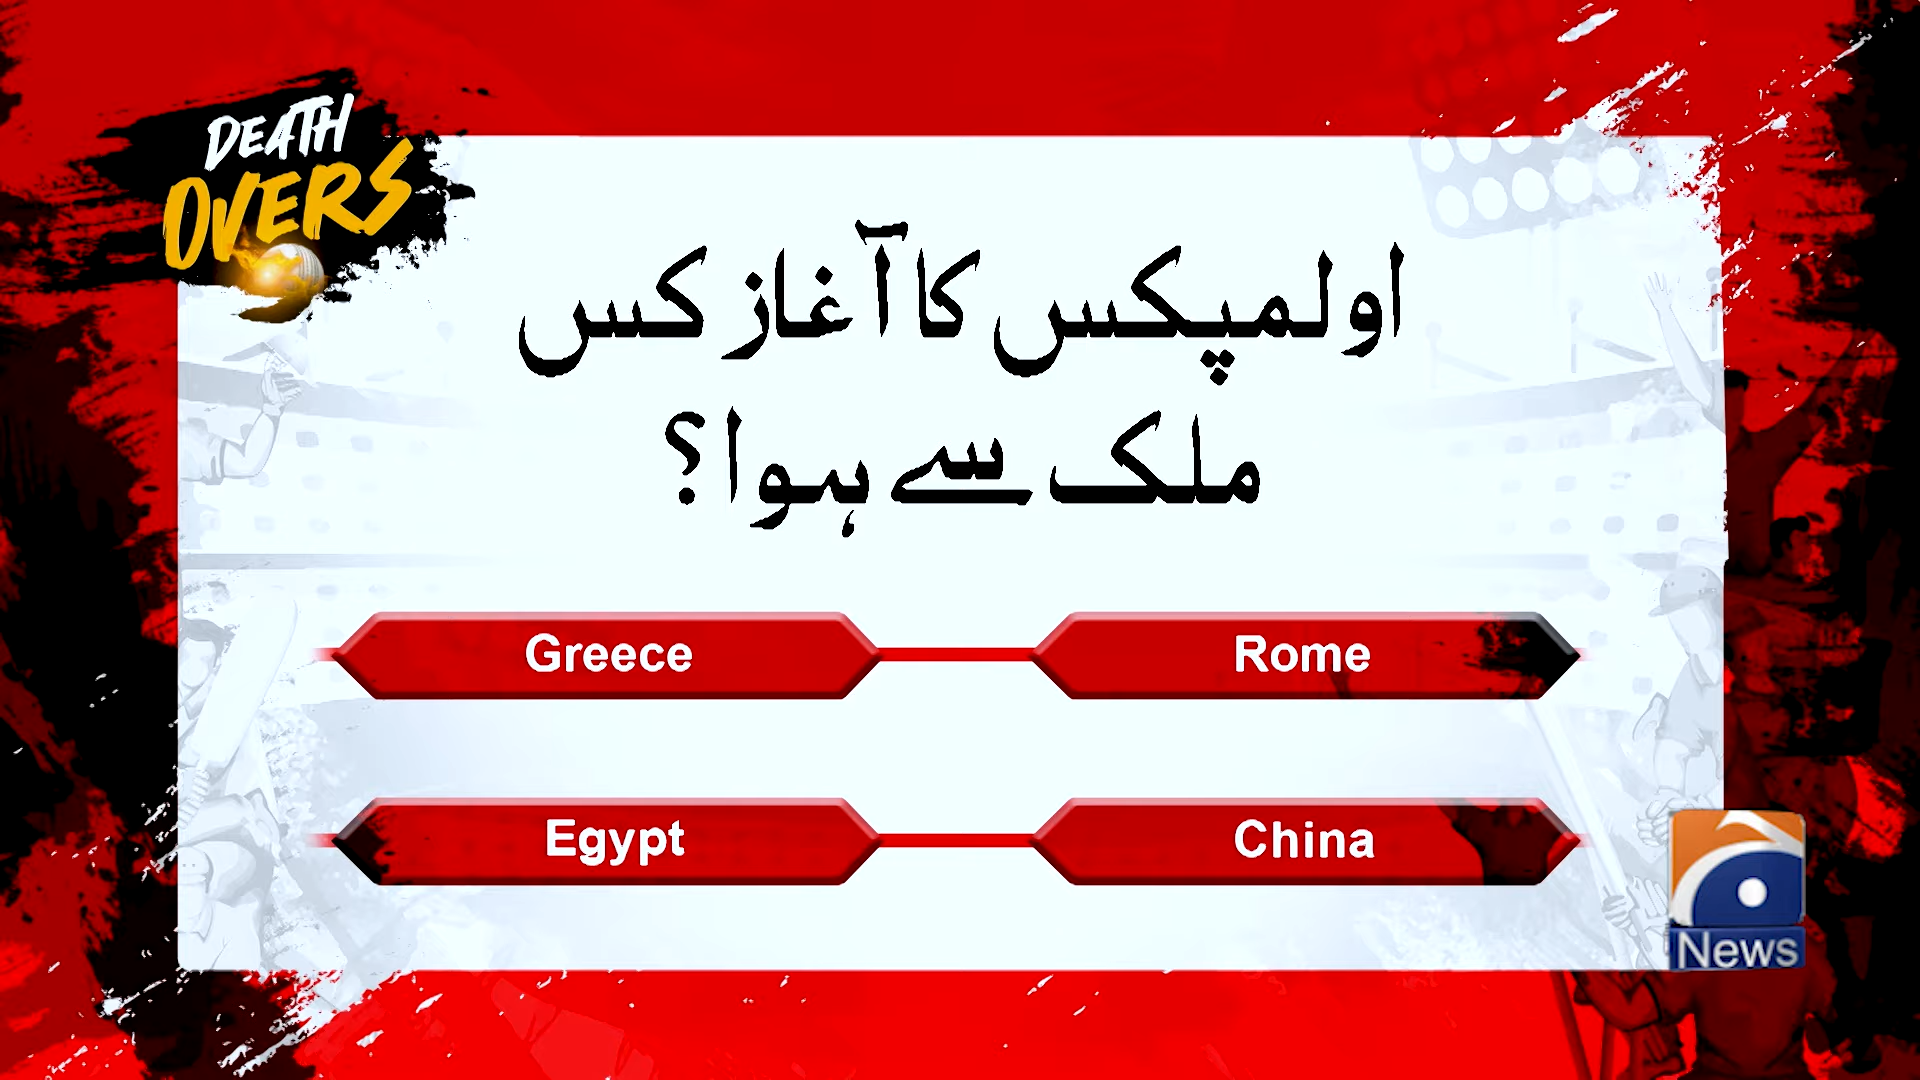 DEATH
OVERS
اولمپکس کا آغاز کس
ملک سے ہوا؟
Greece
Rome
Egypt
China
News